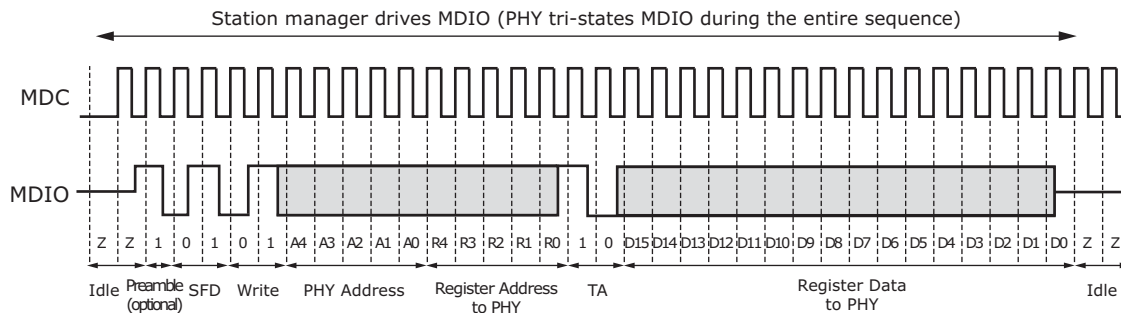 Station manager drives MDIO (PHY tri-states MDIO during the entire sequence)
MDC
MDIO
Z Z 1 0 1 0 1 A4 A3 A2 A1 A0 R4 R3 R2 R1 R0 1 0 D15 D14 D13 D12 D11 D10 D9 D8 D7 D6 D5 D4 D3 D2 D1 D0 Z Z
Idle Preamble (optional) SFD Write PHY Address Register Address to PHY TA Register Data to PHY Idle